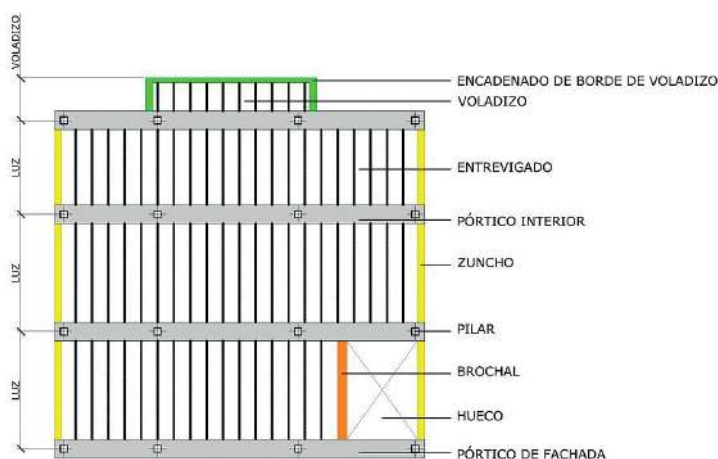 VOLADIZO
LUZ
LUZ
LUZ
ENCADENADO DE BORDE DE VOLADIZO
VOLADIZO
ENTREVIGADO
PÓRTICO INTERIOR
ZUNCHO
PILAR
BROCHAL
HUECO
PÓRTICO DE FACHADA